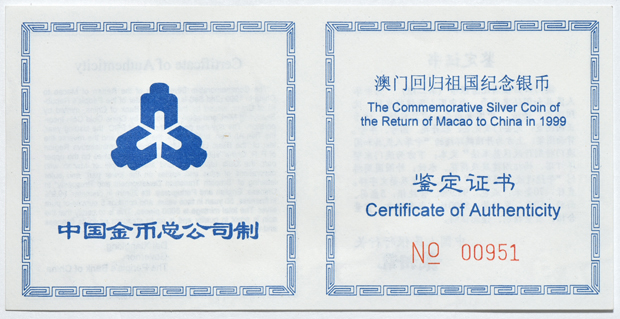 中国金币总公司制
澳门回归祖国纪念银币
The Commemorative Silver Coin of
the Return of Macao to China in 1999
鉴定证书
Certificate of Authenticity
No 00951